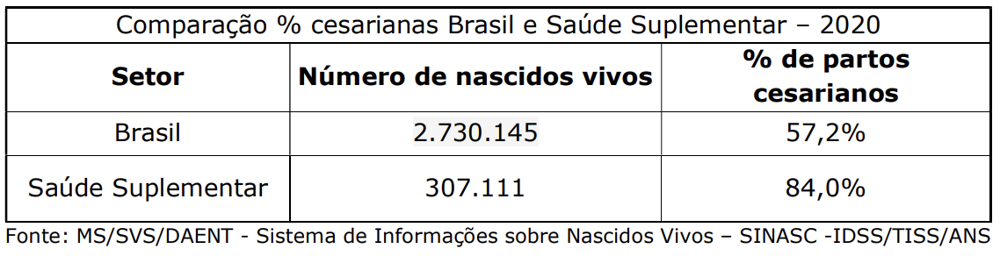 Comparação % cesarianas Brasil e Saúde Suplementar – 2020
Setor
Número de nascidos vivos
% de partos
cesarianos
Brasil
2.730.145
57,2%
Saúde Suplementar
307.111
84,0%
Fonte: MS/SVS/DAENT - Sistema de Informações sobre Nascidos Vivos – SINASC -IDSS/TISS/ANS